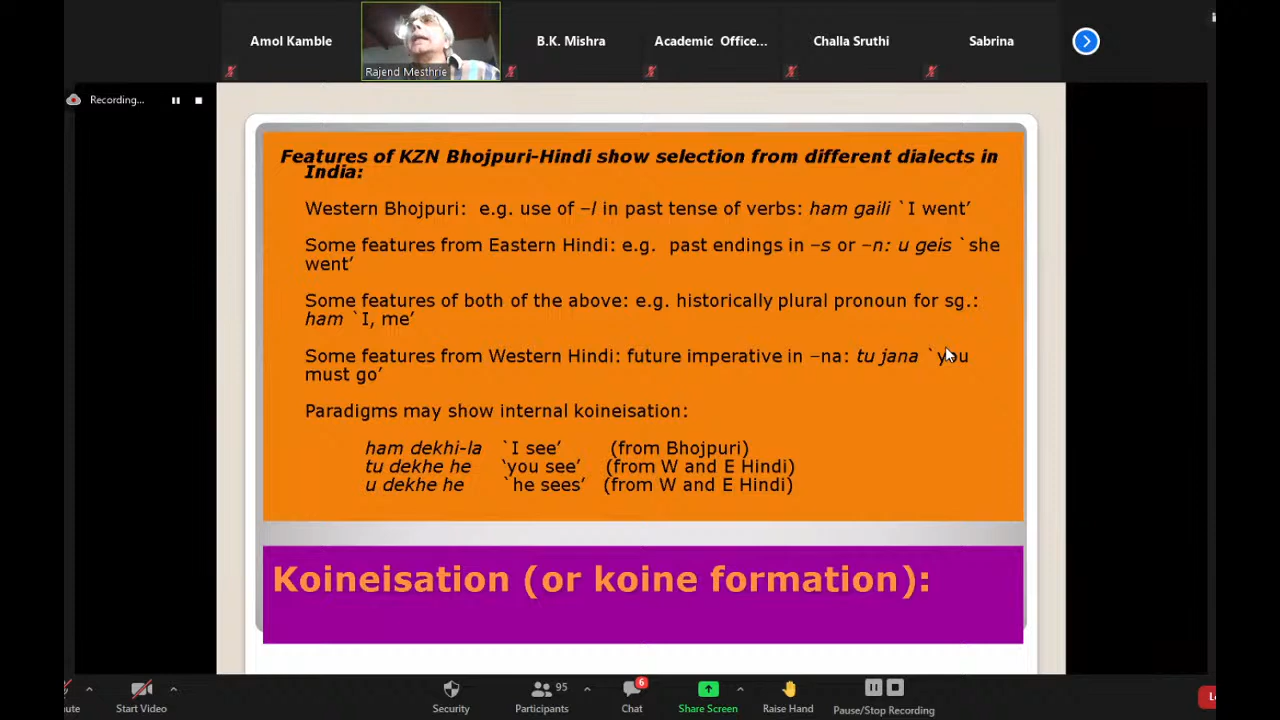 Amol Kamble
B.K. Mishra
Academic Office...
Challa Sruthi
Sabrina
Rajend Mesthrie
Recording...
Features of KZN Bhojpuri-Hindi show selection from different dialects in
India:
Western Bhojpuri: e.g. use of –l in past tense of verbs: ham gaili `I went’
Some features from Eastern Hindi: e.g. past endings in –s or –n: u geis `she
went’
Some features of both of the above: e.g. historically plural pronoun for sg.:
ham `I, me’
Some features from Western Hindi: future imperative in –na: tu jana `you
must go’
Paradigms may show internal koineisation:
ham dekhi-la `I see’ (from Bhojpuri)
tu dekhe he ‘you see’ (from W and E Hindi)
u dekhe he `he sees’ (from W and E Hindi)
Koineisation (or koine formation):
6
95
ute
Start Video
Security
Participants
Chat
Share Screen
Raise Hand
Pause/Stop Recording